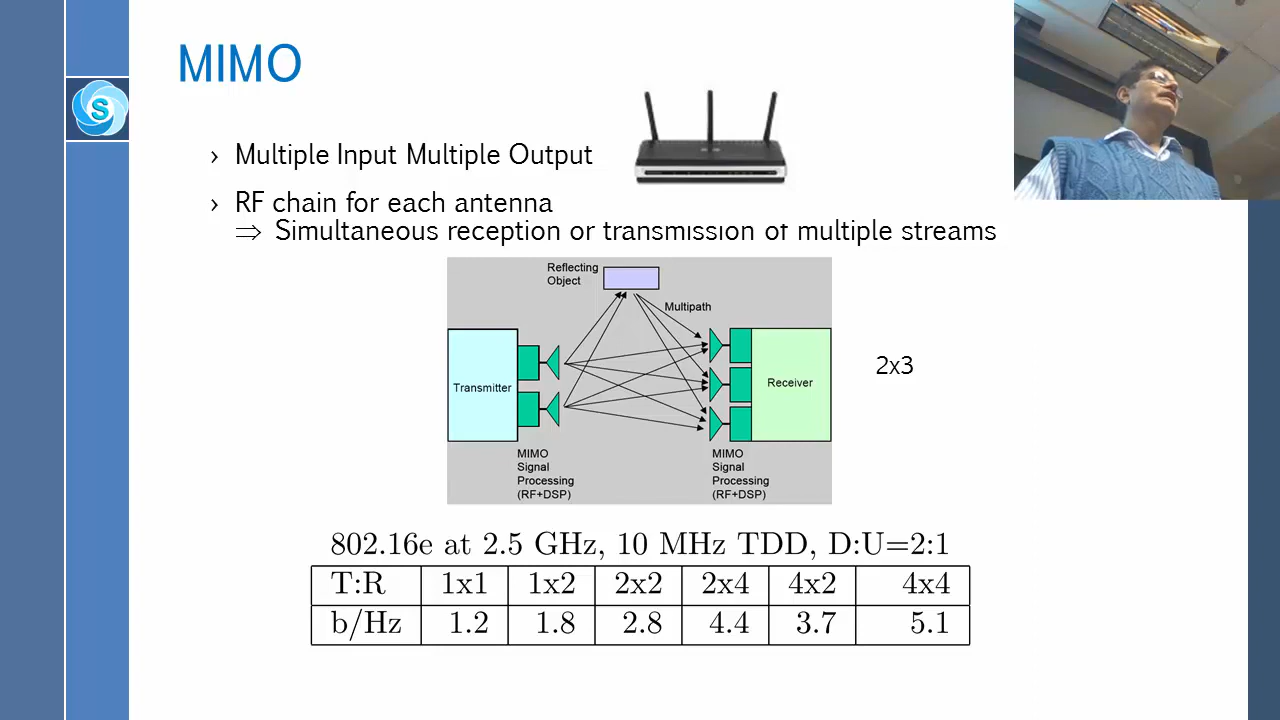 MIMO
S
› Multiple Input Multiple Output
› RF chain for each antenna
⇒ Simultaneous reception or transmission of multiple streams
Reflecting
Object
Multipath
Transmitter
Receiver
2x3
MIMO
Signal
Processing
(RF+DSP)
MIMO
Signal
Processing
(RF+DSP)
802.16e at 2.5 GHz, 10 MHz TDD, D:U=2:1
T:R 1x1 1x2 2x2 2x4 4x2 4x4
b/Hz 1.2 1.8 2.8 4.4 3.7 5.1